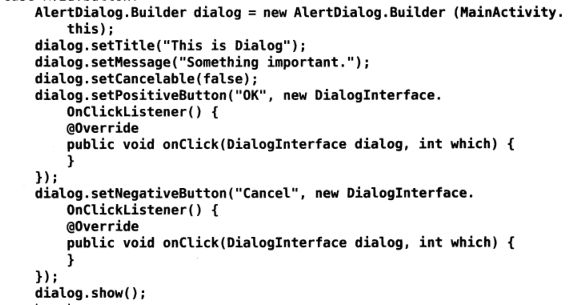 AlertDialog.Builder dialog = new AlertDialog.Builder (MainActivity.
this);
dialog.setTitle("This is Dialog");
dialog.setMessage("Something important.");
dialog.setCancelable(false);
dialog.setPositiveButton("OK", new DialogInterface.
OnClickListener() {
@Override
public void onClick(DialogInterface dialog, int which) {
}
});
dialog.setNegativeButton("Cancel", new DialogInterface.
OnClickListener() {
@Override
public void onClick(DialogInterface dialog, int which) {
}
});
dialog.show();